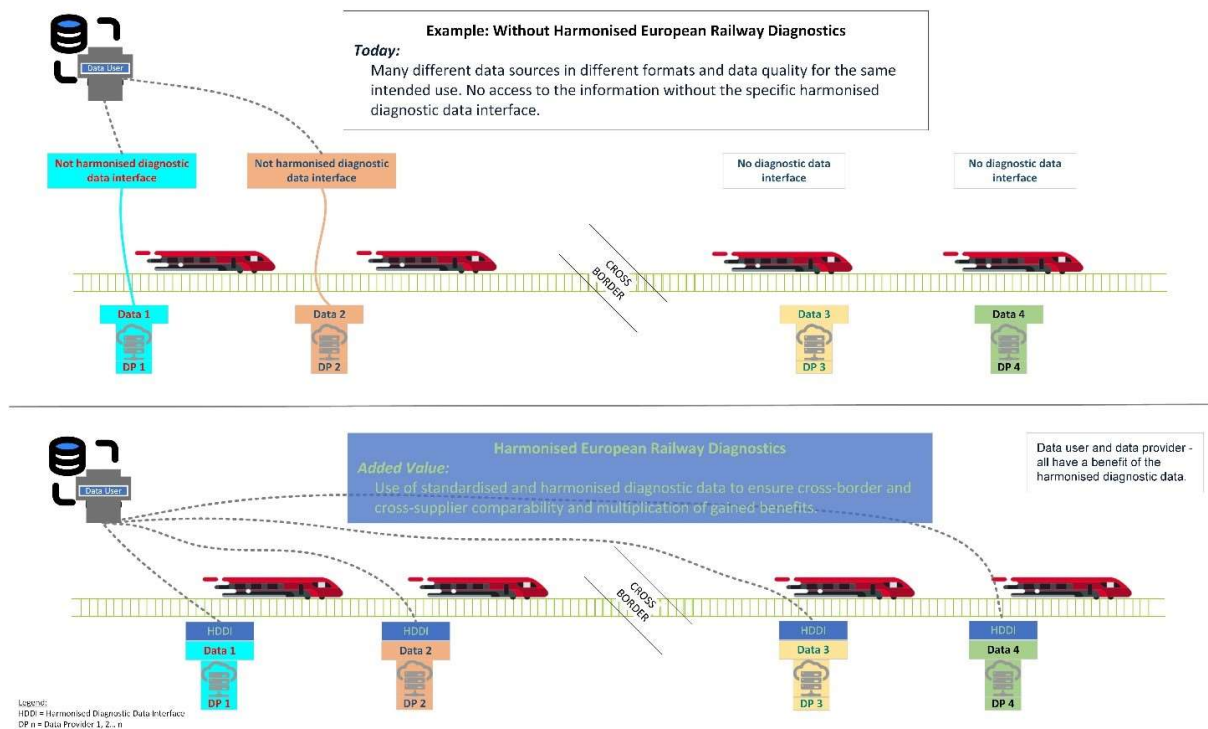 Example: Without Harmonised European Railway Diagnostics
Today:
Many different data sources in different formats and data quality for the same
intended use. No access to the information without the specific harmonised
diagnostic data interface.
Data User
Not harmonised diagnostic
data interface
Not harmonised diagnostic
data interface
No diagnostic data
interface
No diagnostic data
interface
CROSS
BORDER
Data 1
DP 1
Data 2
DP 2
Data 3
DP 3
Data 4
DP 4
Harmonised European Railway Diagnostics
Added Value:
Use of standardised and harmonised diagnostic data to ensure cross-border and
cross-supplier comparability and multiplication of gained benefits.
Data user and data provider -
all have a benefit of the
harmonised diagnostic data.
Data User
CROSS
BORDER
HDDI
Data 1
DP 1
HDDI
Data 2
DP 2
HDDI
Data 3
DP 3
HDDI
Data 4
DP 4
Legend:
HDDI = Harmonised Diagnostic Data Interface
DP n = Data Provider 1, 2... n